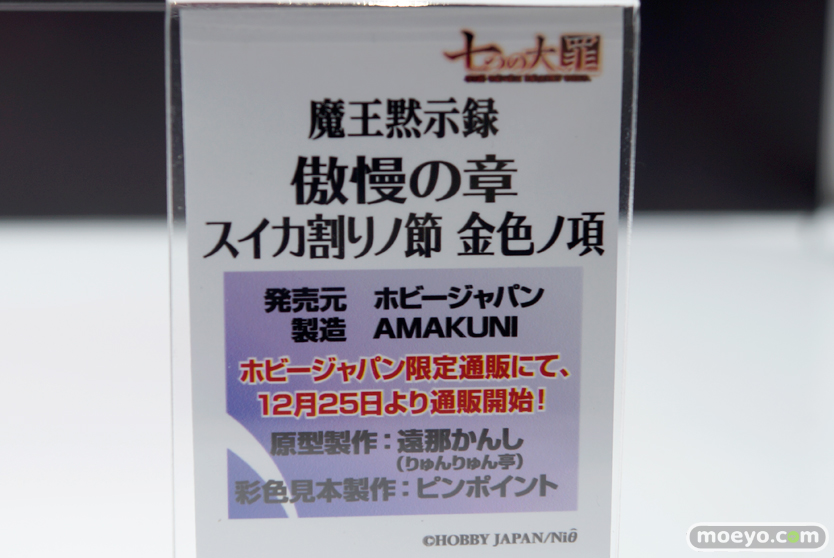 七つの大罪
魔王黙示録
傲慢の章
スイカ割りノ節 金色ノ項
発売元 ホビージャパン
製造 AMAKUNI
ホビージャパン限定通販にて、
12月25日より通販開始!
原型製作:遠那かんし
(りゅんりゅん亭)
彩色見本製作:ピンポイント
©HOBBY JAPAN/Niθ
moeyo.com